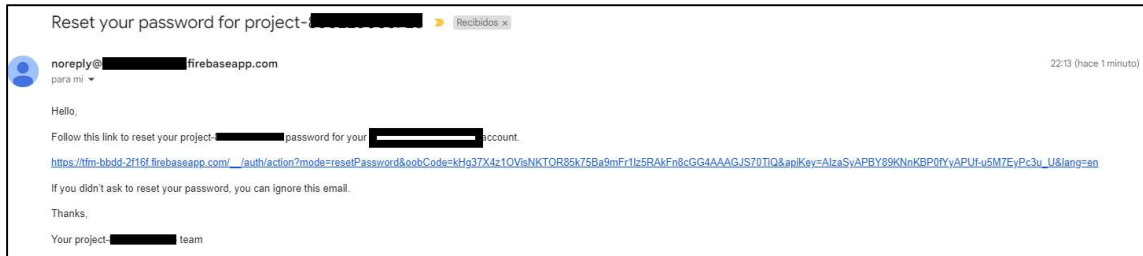 Reset your password for project-
Recibidos x
noreply@ firebaseapp.com
22:13 (hace 1 minuto)
para mí
Hello,
Follow this link to reset your project- password for your account.
https://tfm-bbdd-2f16f.firebaseapp.com/__/auth/action?mode=resetPassword&oobCode=kHg37X4z1OVlsNKTOR85k75Ba9mFr1Iz5RAkFn8cGG4AAAGJS70TiQ&apiKey=AIzaSyAPBY89KNnKBP0fYyAPUf-u5M7EyPc3u_U&lang=en
If you didn't ask to reset your password, you can ignore this email.
Thanks,
Your project- team